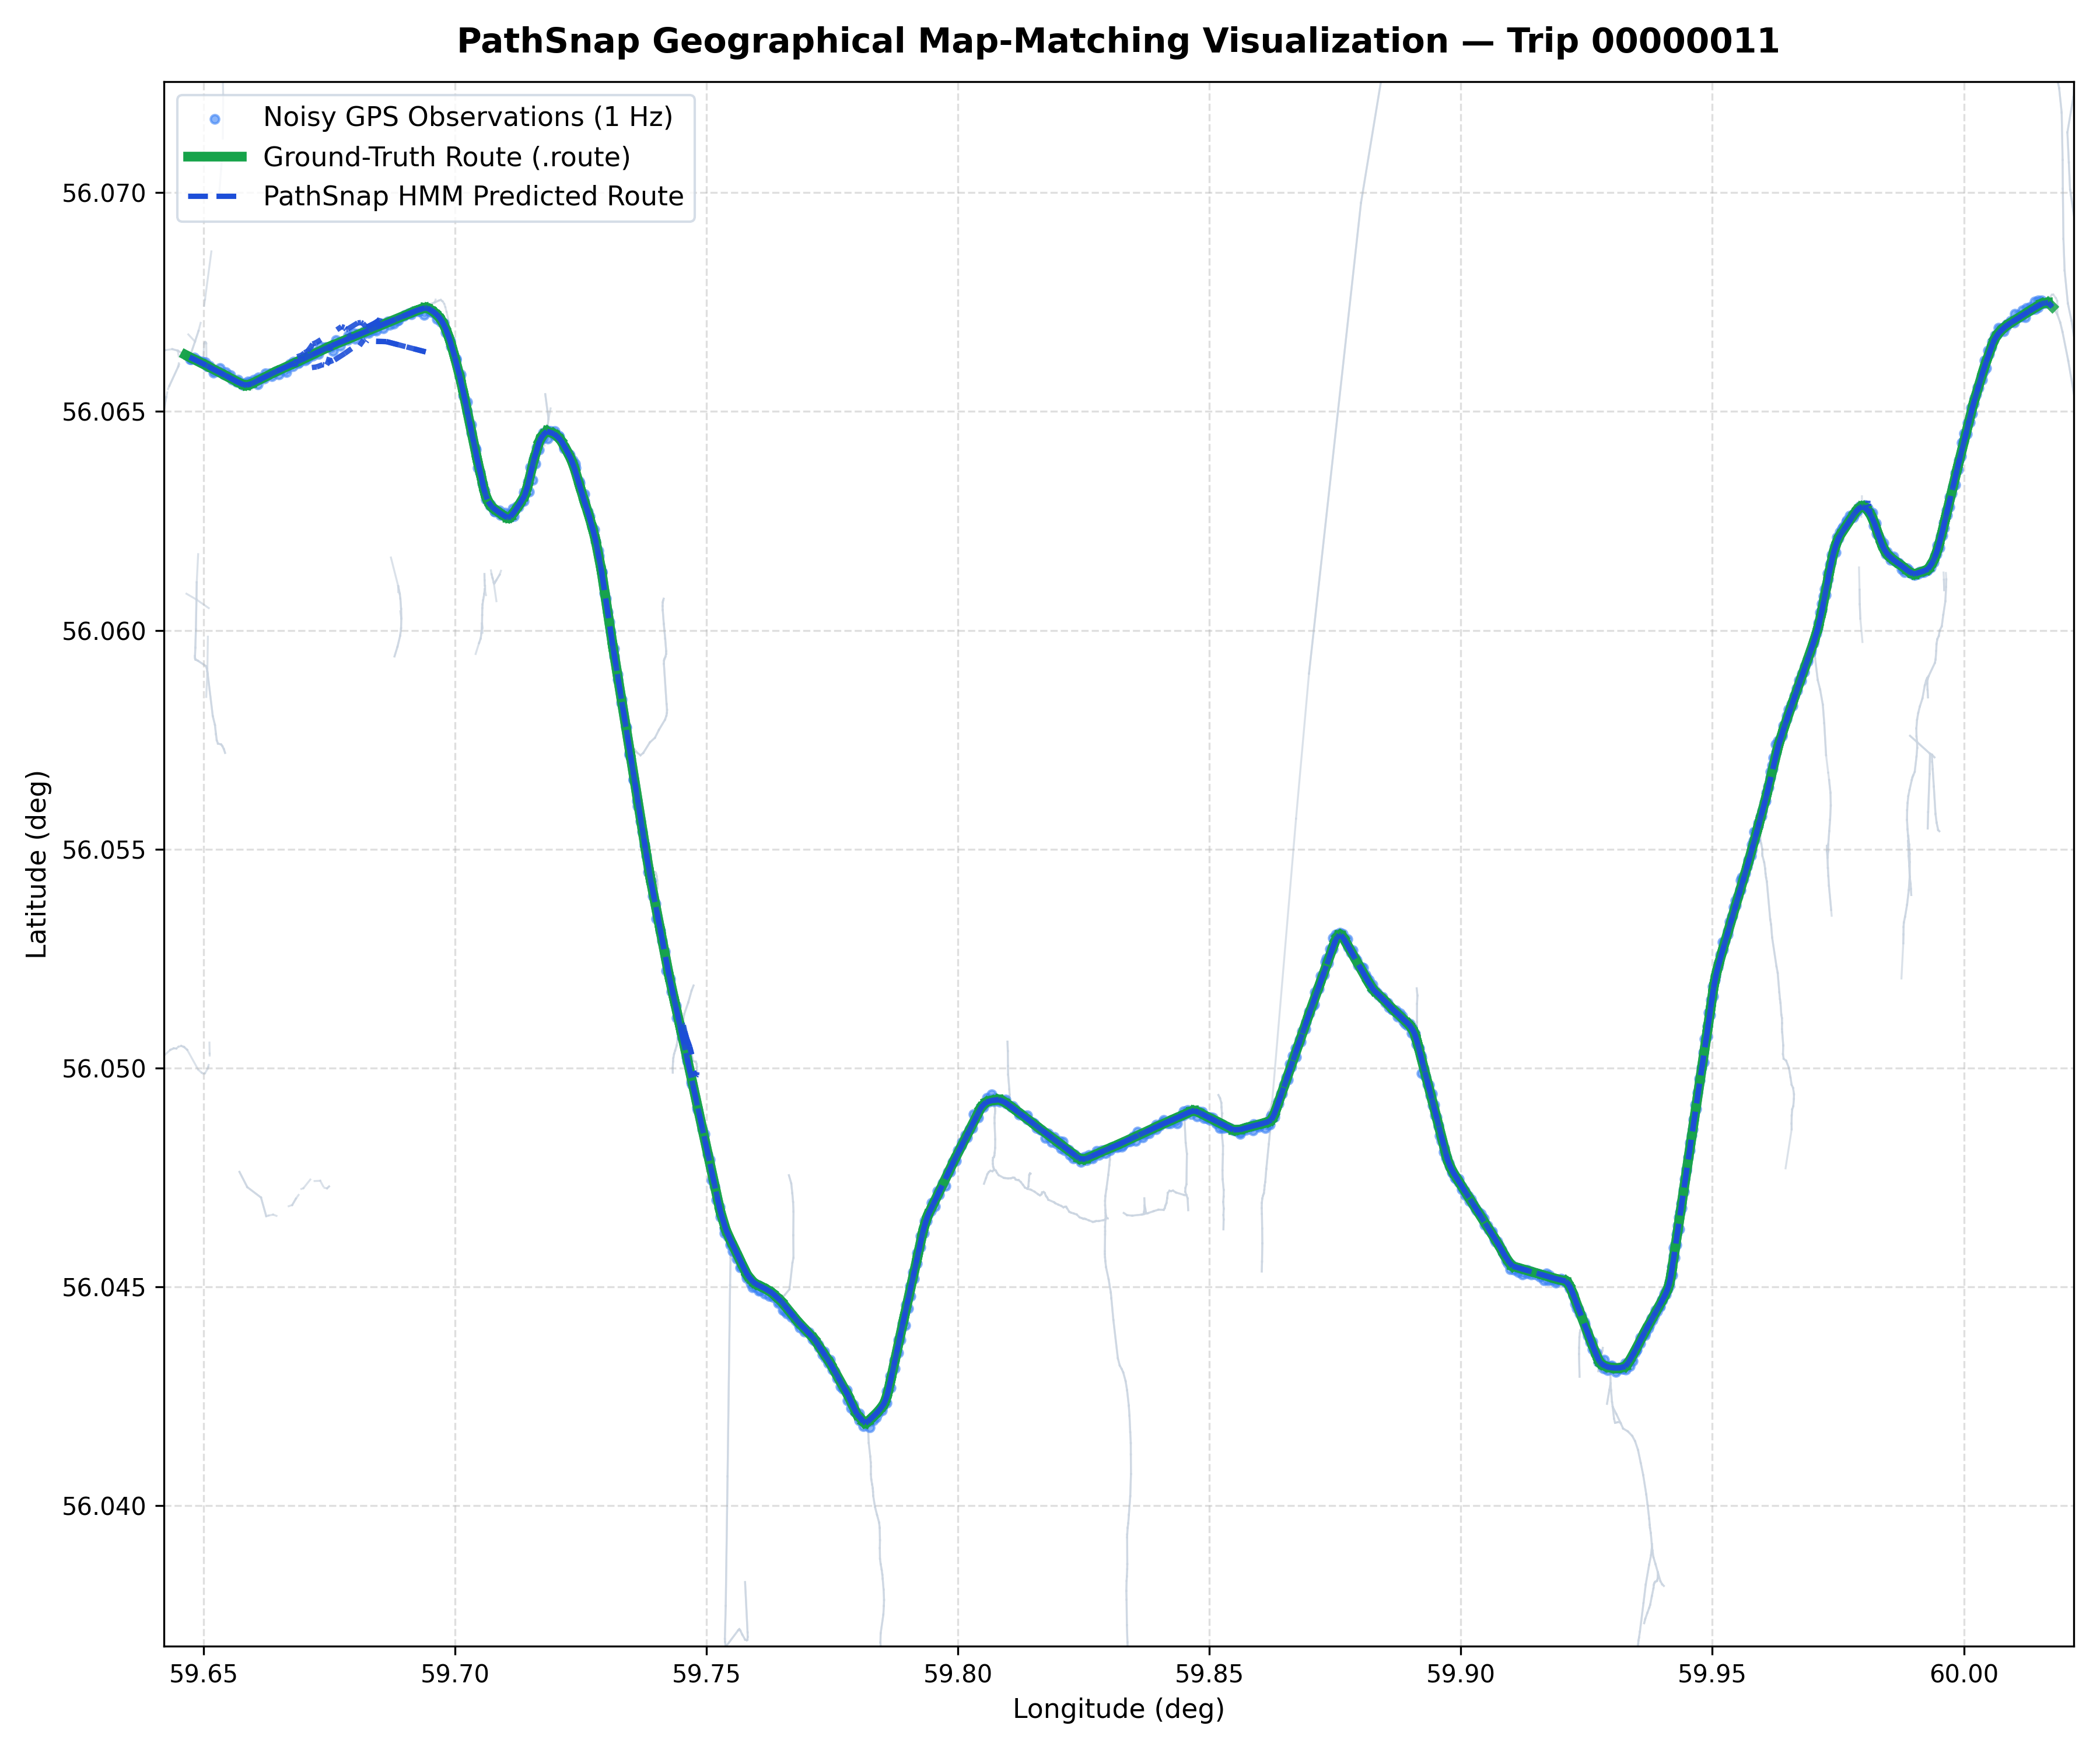 PathSnap Geographical Map-Matching Visualization — Trip 00000011
Noisy GPS Observations (1 Hz)
Ground-Truth Route (.route)
PathSnap HMM Predicted Route
56.070
56.065
56.060
56.055
56.050
56.045
56.040
Latitude (deg)
59.65 59.70 59.75 59.80 59.85 59.90 59.95 60.00
Longitude (deg)